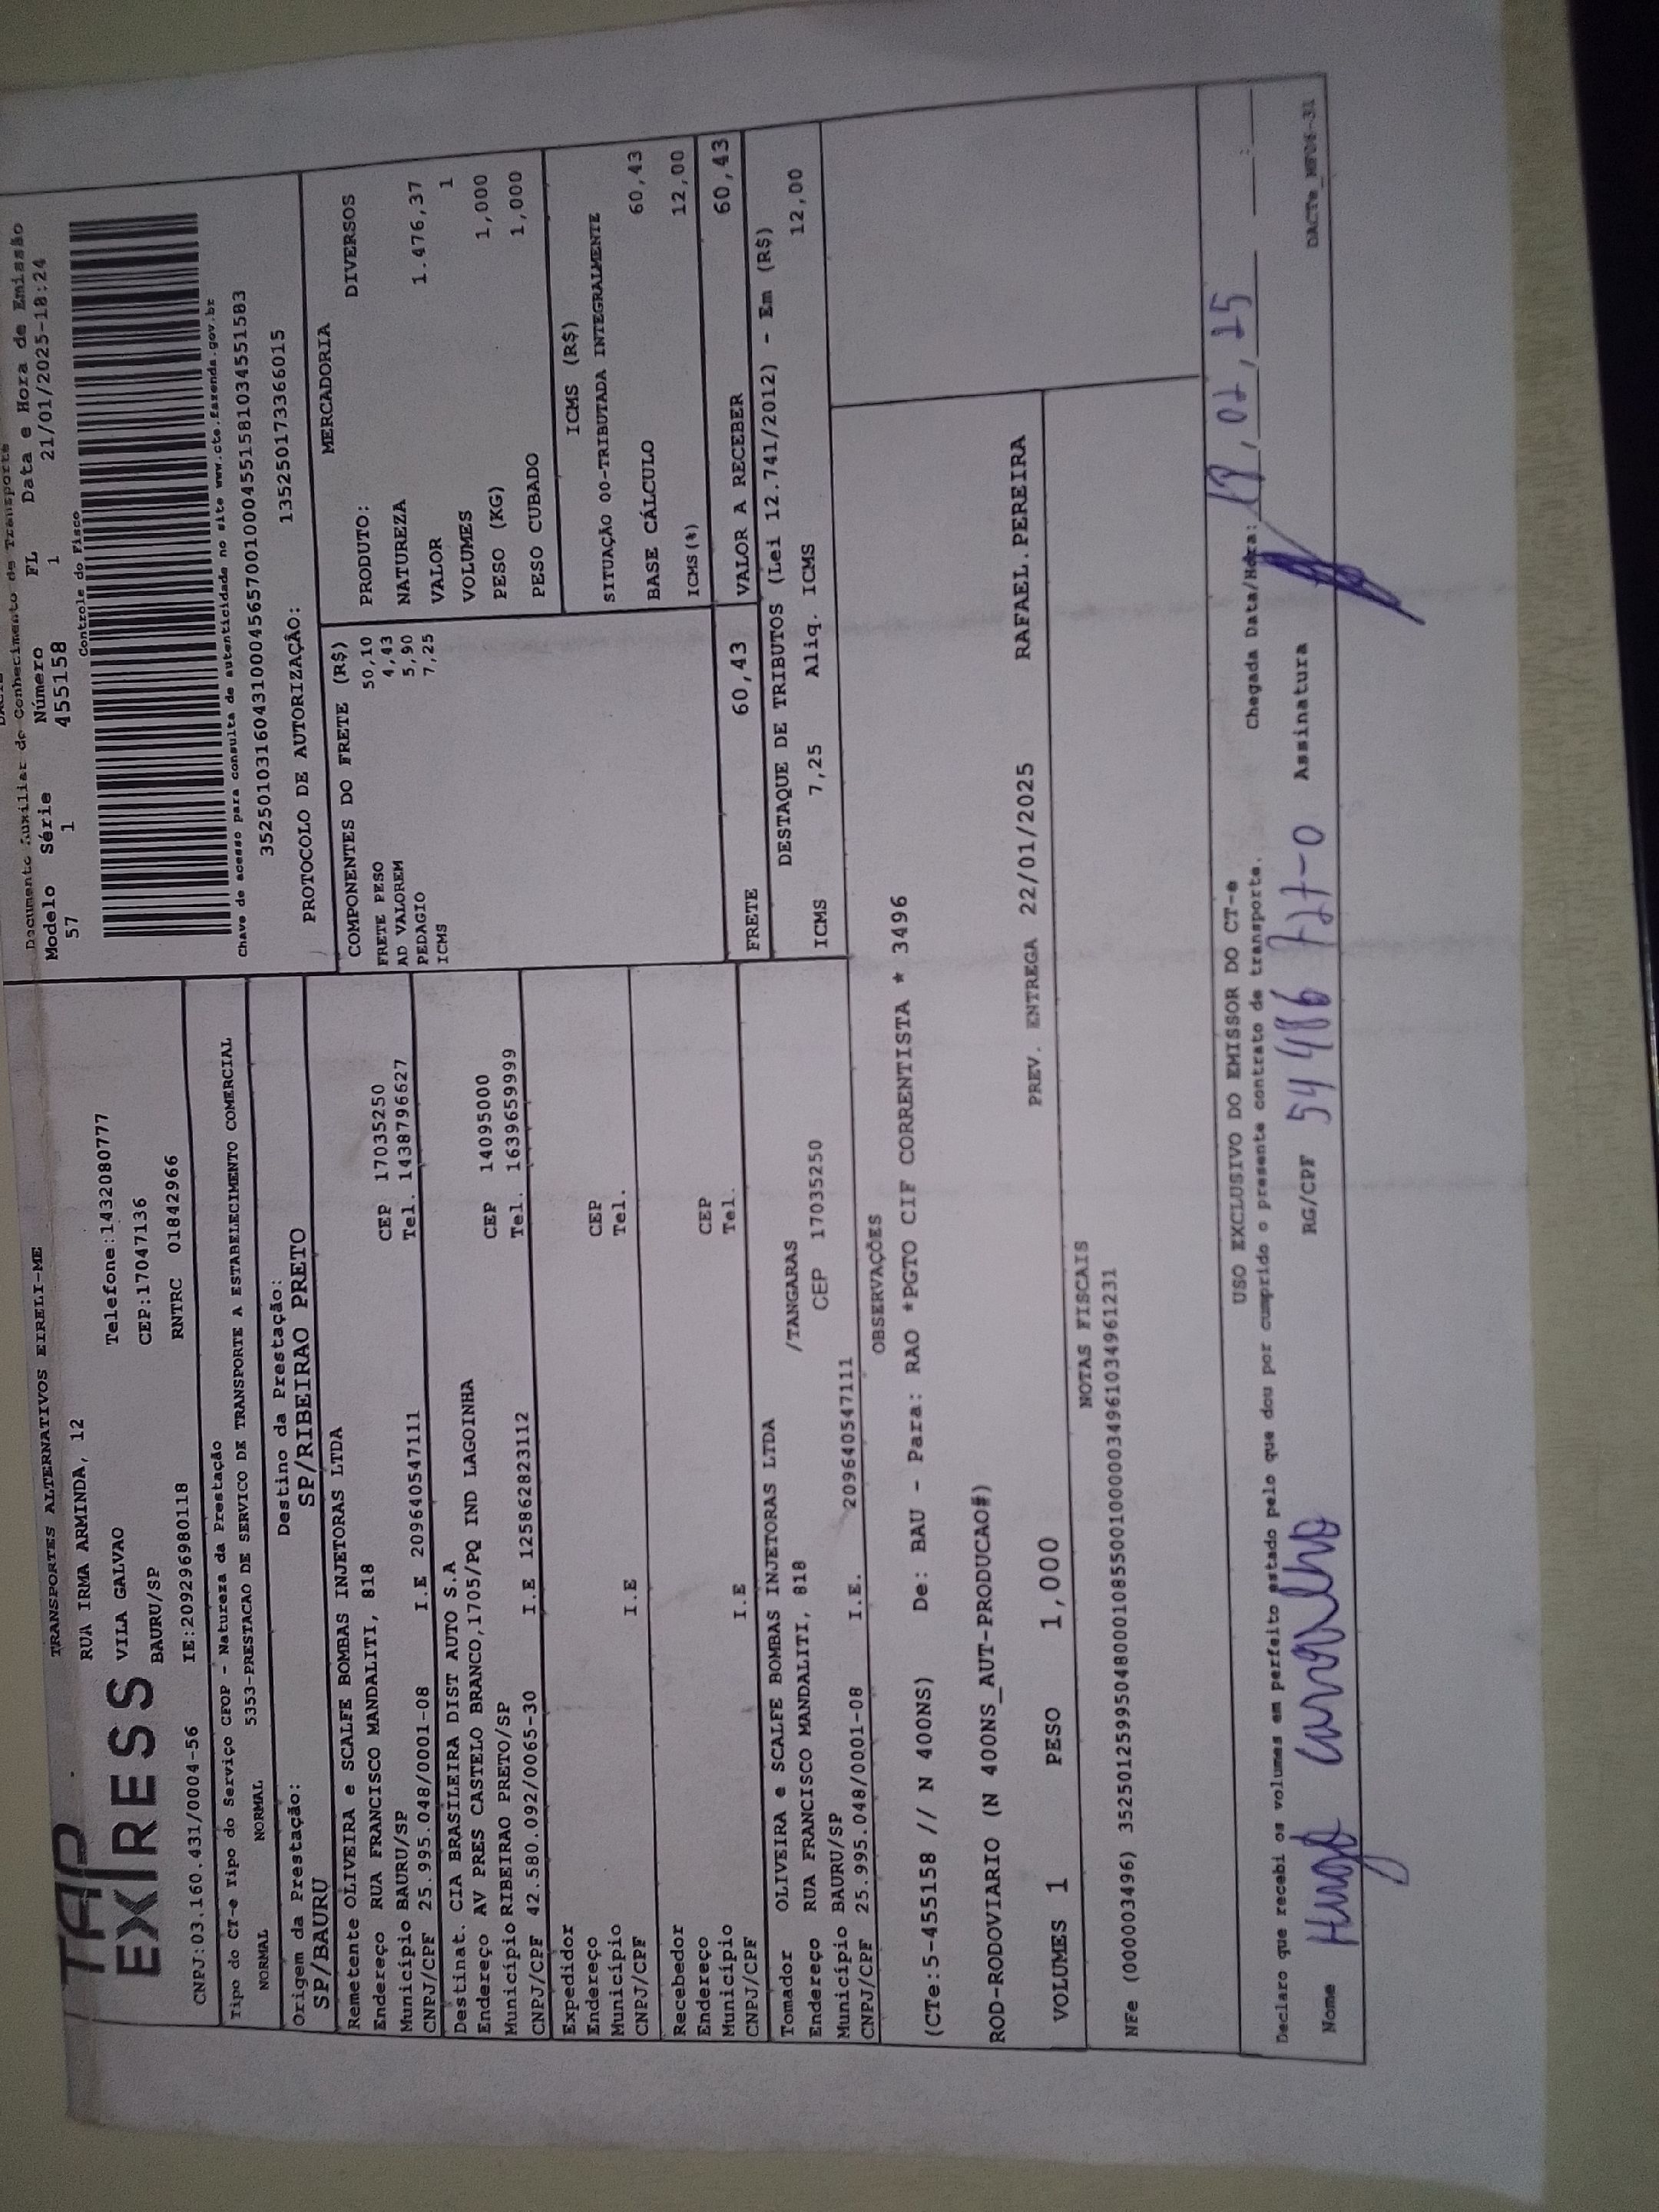 Documento Auxiliar do Conhecimento de Transporte
TAP EXPRESS
TRANSPORTES ALTERNATIVOS EIRELI-ME
RUA IRMA ARMINDA, 12
VILA GALVAO Telefone:1432080777
BAURU/SP CEP:17047136
CNPJ:03.160.431/0004-56 IE:209296980118 RNTRC 01842966
Modelo Série Número FL Data e Hora de Emissão
57 1 455158 1 21/01/2025-18:24
Controle do Fisco
Chave de acesso para consulta de autenticidade no site www.cte.fazenda.gov.br
35250103160431000456570010004551581034551583
PROTOCOLO DE AUTORIZAÇÃO: 135250173366015
Tipo do CT-e Tipo do Serviço CFOP - Natureza da Prestação
NORMAL NORMAL 5353-PRESTACAO DE SERVICO DE TRANSPORTE A ESTABELECIMENTO COMERCIAL
Origem da Prestação: Destino da Prestação:
SP/BAURU SP/RIBEIRAO PRETO
Remetente OLIVEIRA e SCALFE BOMBAS INJETORAS LTDA
Endereço RUA FRANCISCO MANDALITI, 818 CEP 17035250
Município BAURU/SP Tel. 1438796627
CNPJ/CPF 25.995.048/0001-08 I.E 209640547111
Destinat. CIA BRASILEIRA DIST AUTO S.A
Endereço AV PRES CASTELO BRANCO,1705/PQ IND LAGOINHA CEP 14095000
Município RIBEIRAO PRETO/SP Tel. 1639659999
CNPJ/CPF 42.580.092/0065-30 I.E 125862823112
Expedidor
Endereço CEP
Município Tel.
CNPJ/CPF I.E
Recebedor
Endereço CEP
Município Tel.
CNPJ/CPF I.E
Tomador OLIVEIRA e SCALFE BOMBAS INJETORAS LTDA
Endereço RUA FRANCISCO MANDALITI, 818 /TANGARAS
Município BAURU/SP CEP 17035250
CNPJ/CPF 25.995.048/0001-08 I.E. 209640547111
COMPONENTES DO FRETE (R$)
FRETE PESO 50,10
AD VALOREM 4,43
PEDAGIO 5,90
ICMS 7,25
FRETE 60,43
MERCADORIA
PRODUTO: DIVERSOS
NATUREZA
VALOR 1.476,37
VOLUMES 1
PESO (KG) 1,000
PESO CUBADO 1,000
ICMS (R$)
SITUAÇÃO 00-TRIBUTADA INTEGRALMENTE
BASE CÁLCULO 60,43
ICMS(%) 12,00
VALOR A RECEBER 60,43
DESTAQUE DE TRIBUTOS (Lei 12.741/2012) - Em (R$)
ICMS 7,25 Aliq. ICMS 12,00
OBSERVAÇÕES
(CTe:5-455158 // N 400NS) De: BAU - Para: RAO *PGTO CIF CORRENTISTA * 3496
ROD-RODOVIARIO (N 400NS_AUT-PRODUCAO#)
PREV. ENTREGA 22/01/2025 RAFAEL.PEREIRA
VOLUMES 1 PESO 1,000
NOTAS FISCAIS
NFe (000003496) 35250125995048000108550010000034961034961231
USO EXCLUSIVO DO EMISSOR DO CT-e
Declaro que recebi os volumes em perfeito estado pelo que dou por cumprido o presente contrato de transporte. Chegada Data/Hora:
Nome Hugo Carvalho RG/CPF 54 486 727-0 Assinatura
DACTe_MF06-31